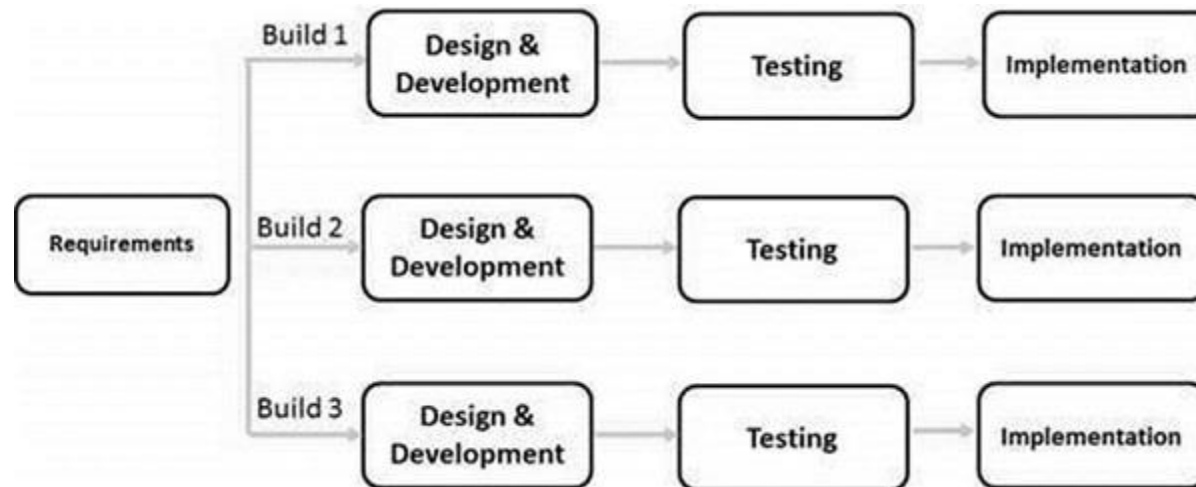 Build 1
Design &
Development
Testing
Implementation
Requirements
Build 2
Design &
Development
Testing
Implementation
Build 3
Design &
Development
Testing
Implementation